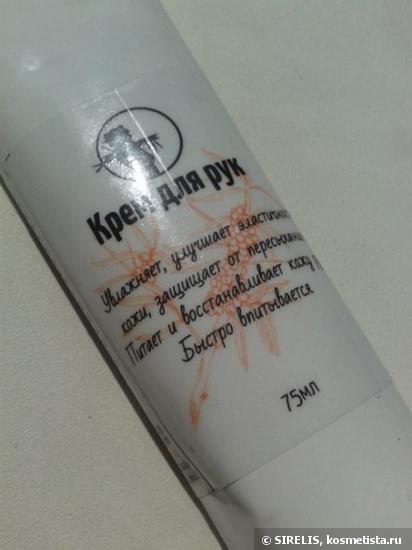 Крем для рук
Увлажняет, улучшает эластичность
кожи, защищает от пересыхания
Питает и восстанавливает кожу
Быстро впитывается
75мл
© SIRELIS, kosmetista.ru